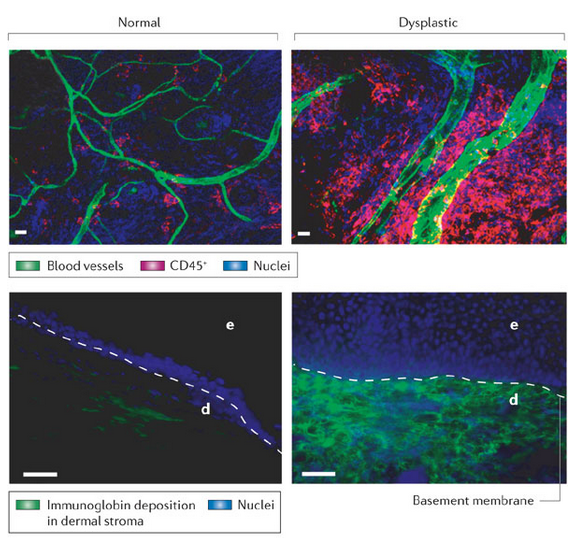 Normal
Dysplastic
Blood vessels
CD45⁺
Nuclei
e
d
e
d
Immunoglobin deposition
in dermal stroma
Nuclei
Basement membrane